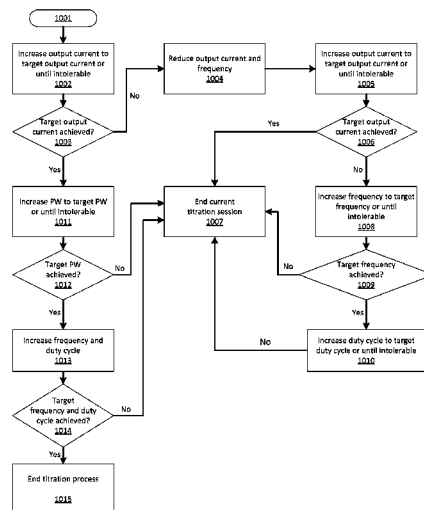 1001
Increase output current to
target output current or
until intolerable
1002
Target output
current achieved?
1003
No
Yes
Reduce output current and
frequency
1004
Increase output current to
target output current or
until intolerable
1005
Target output
current achieved?
1006
Yes
No
Increase PW to target PW
or until intolerable
1011
End current
titration session
1007
Increase frequency to target
frequency or until
intolerable
1008
Target PW
achieved?
1012
No
Yes
Target frequency
achieved?
1009
No
Yes
Increase frequency and
duty cycle
1013
Increase duty cycle to target
duty cycle or until intolerable
1010
No
Target
frequency and duty
cycle achieved?
1014
No
Yes
End titration process
1015